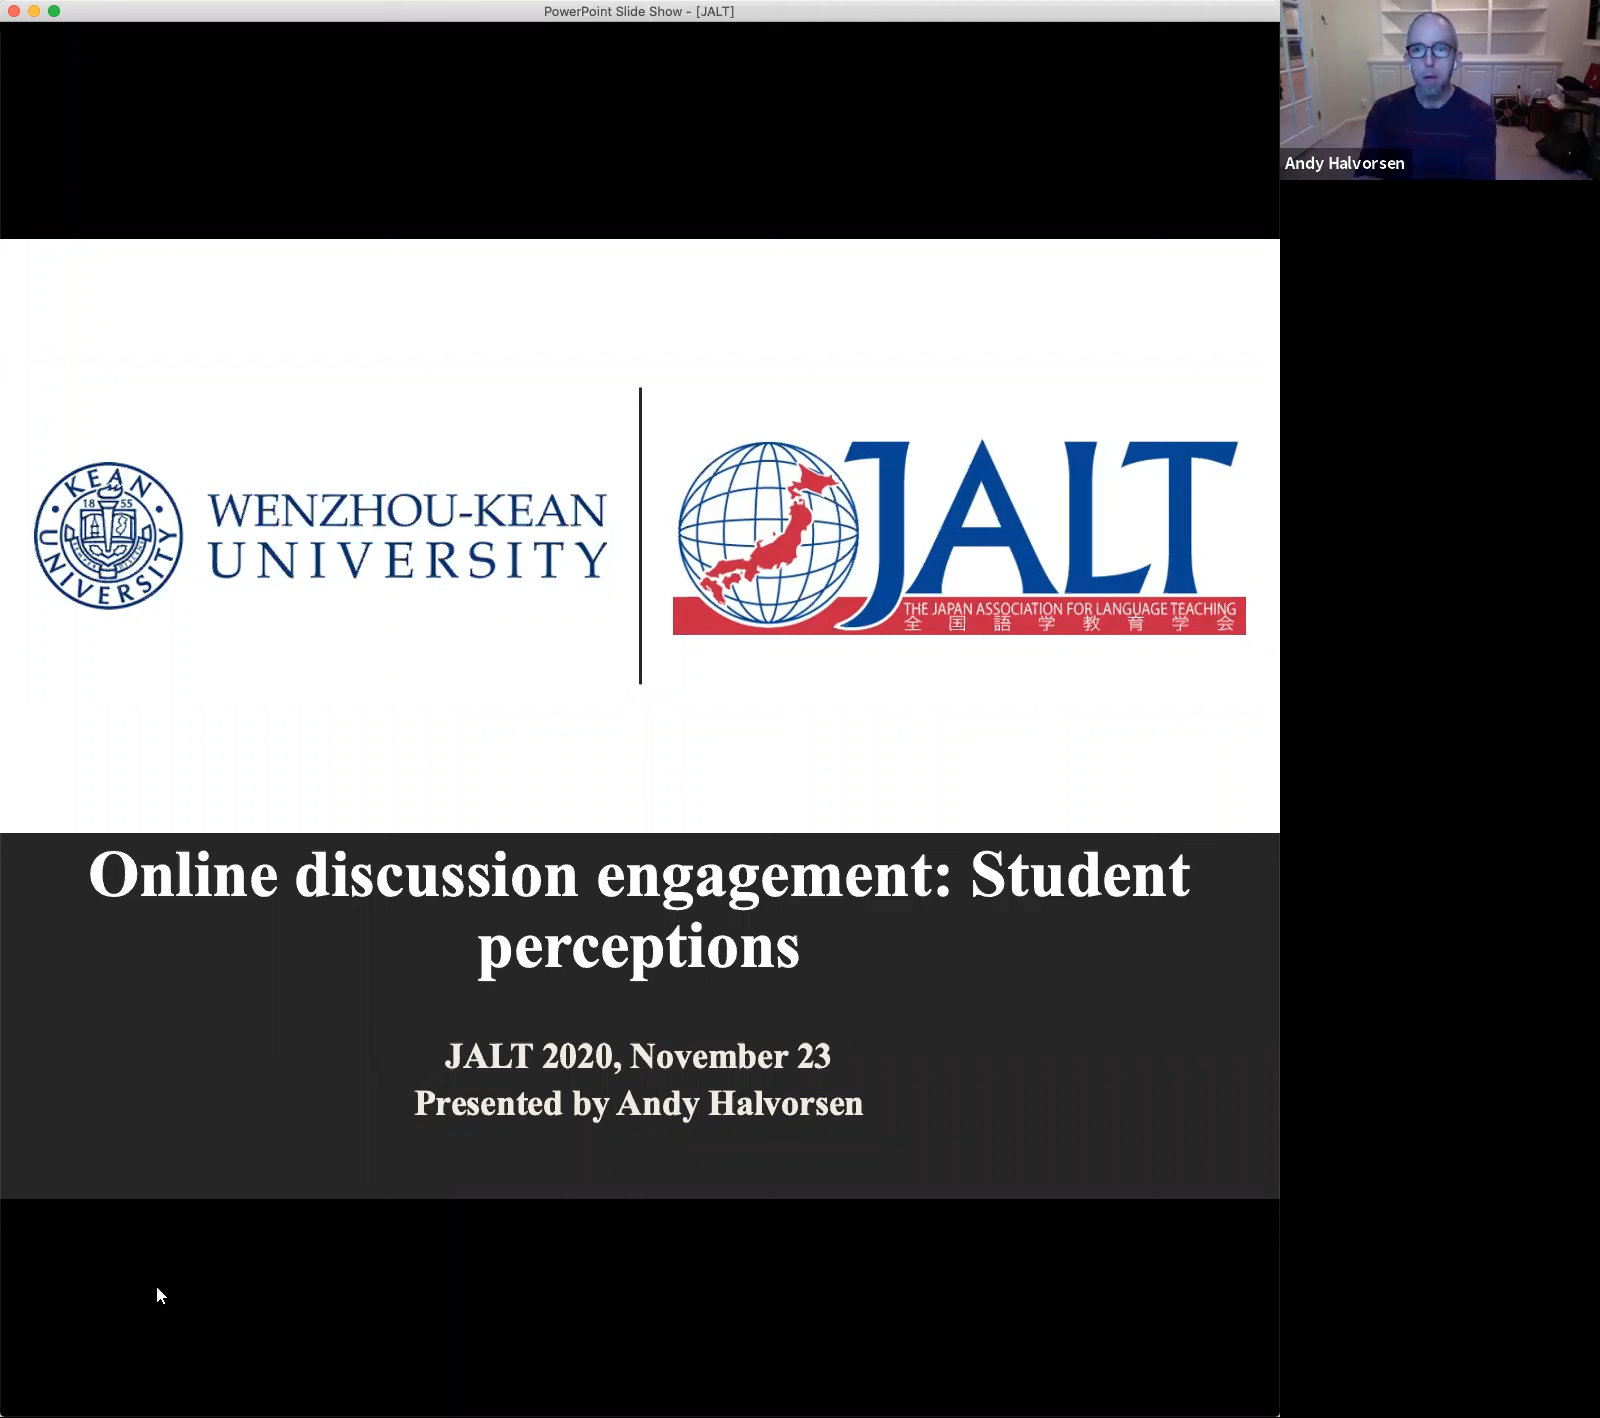 PowerPoint Slide Show - [JALT]
Andy Halvorsen
KEAN
1855
UNIVERSITY
WENZHOU-KEAN
UNIVERSITY
JALT
THE JAPAN ASSOCIATION FOR LANGUAGE TEACHING
全国語学教育学会
Online discussion engagement: Student
perceptions
JALT 2020, November 23
Presented by Andy Halvorsen